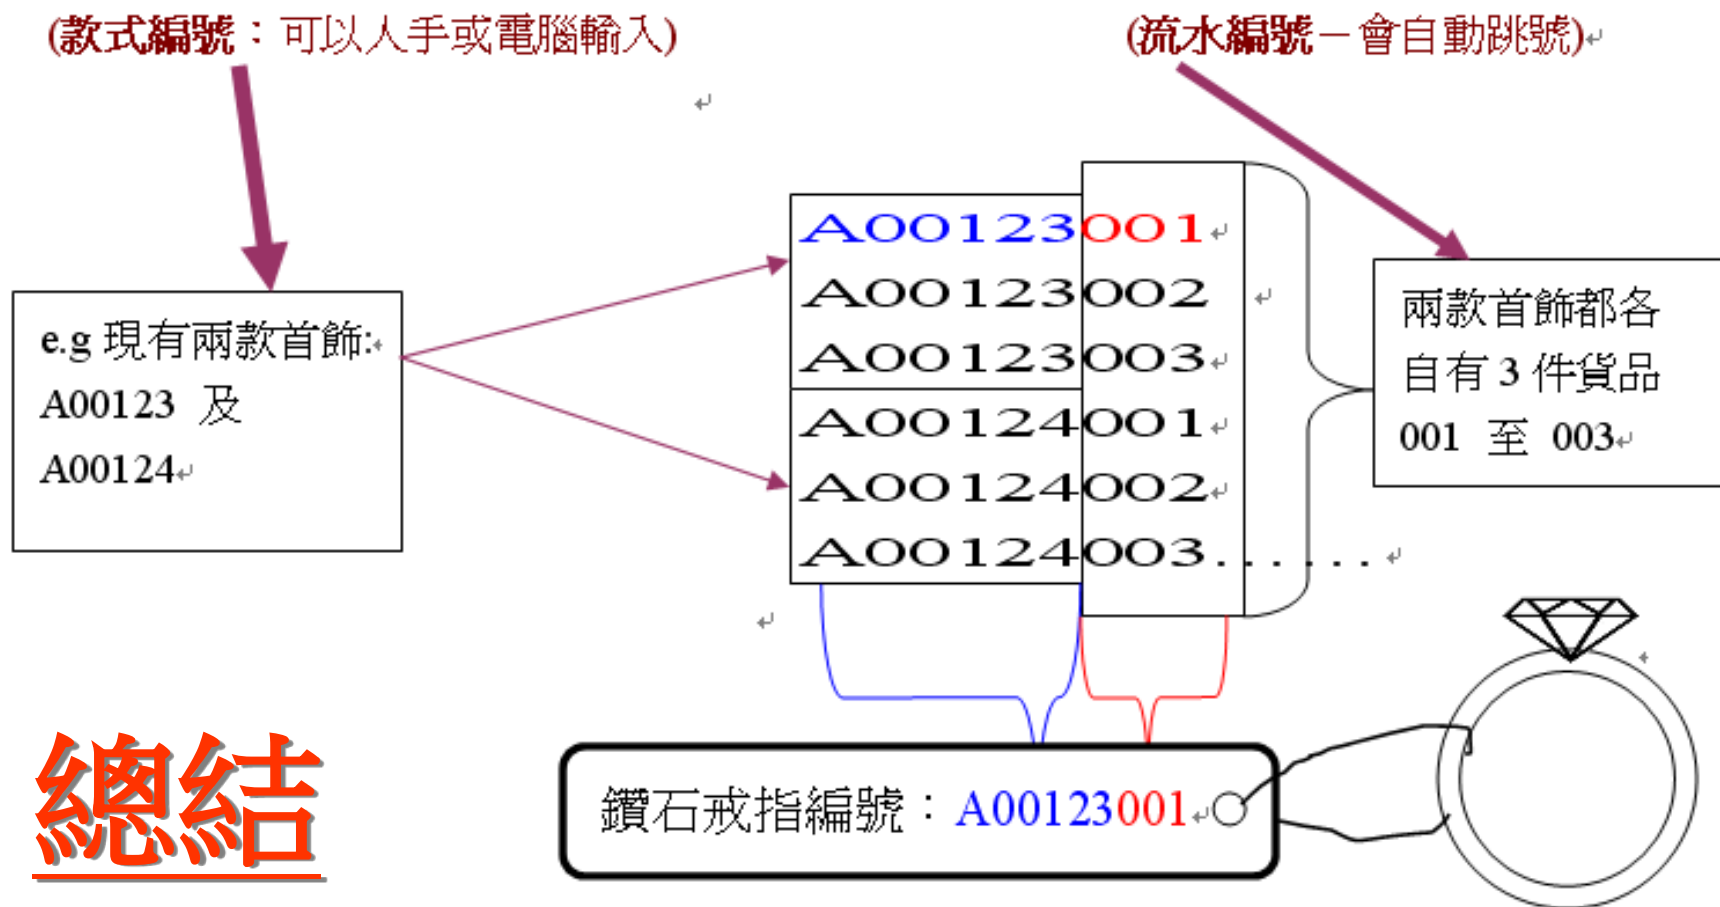 (款式編號：可以人手或電腦輸入)
(流水編號－會自動跳號)
e.g 現有兩款首飾:
A00123 及
A00124
A00123001
A00123002
A00123003
A00124001
A00124002
A00124003......
兩款首飾都各
自有 3 件貨品
001 至 003
總結
鑽石戒指編號：A00123001